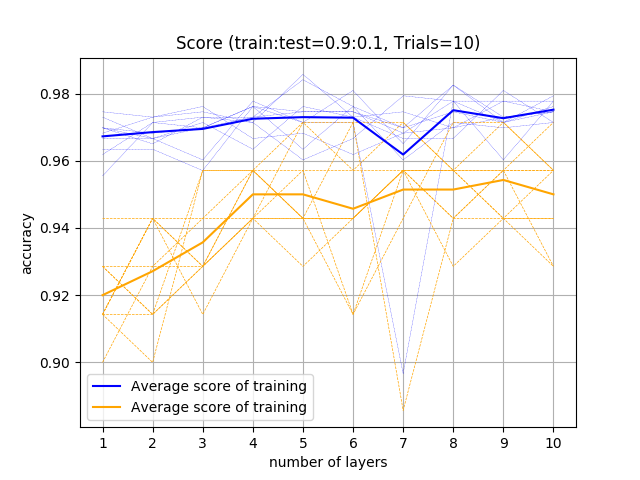 Score (train:test=0.9:0.1, Trials=10)
0.98
0.96
0.94
0.92
0.90
accuracy
Average score of training
Average score of training
1 2 3 4 5 6 7 8 9 10
number of layers